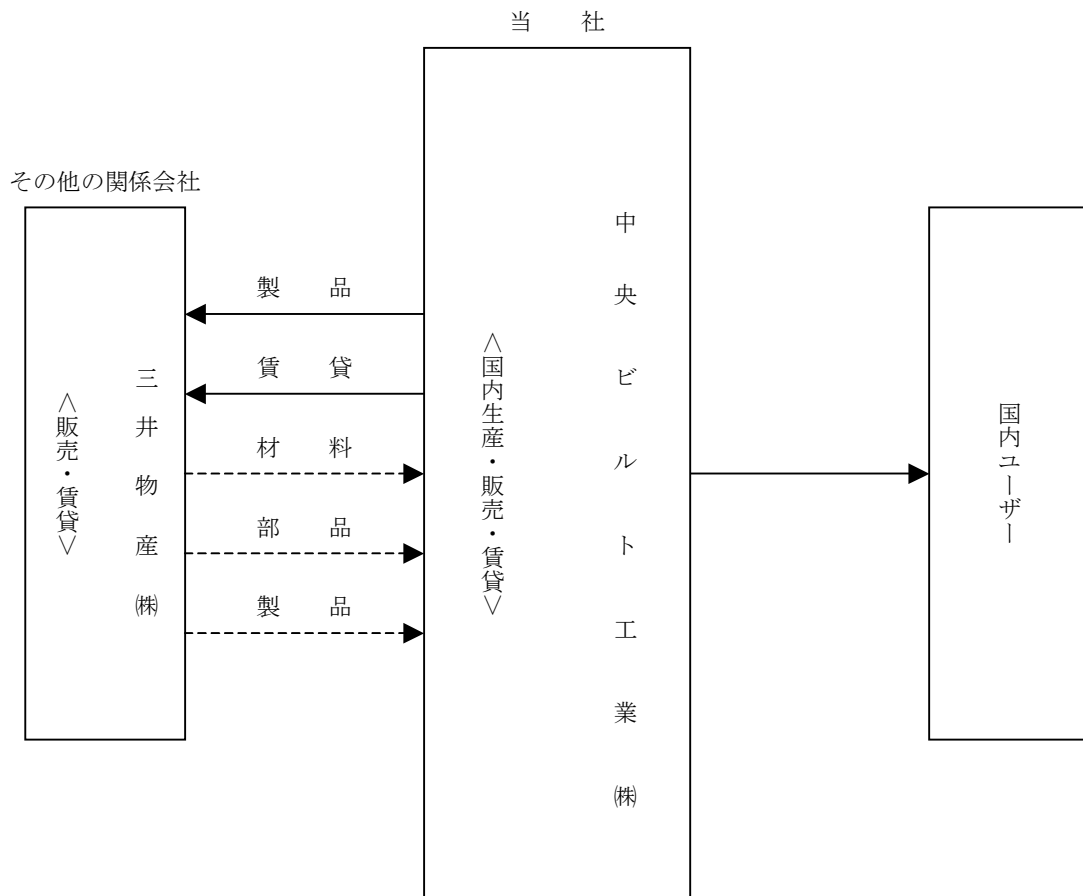 当 社
その他の関係会社
三井物産㈱
<販売・賃貸>
製 品
賃 貸
材 料
部 品
製 品
中央ビルト工業㈱
<国内生産・販売・賃貸>
国内ユーザー